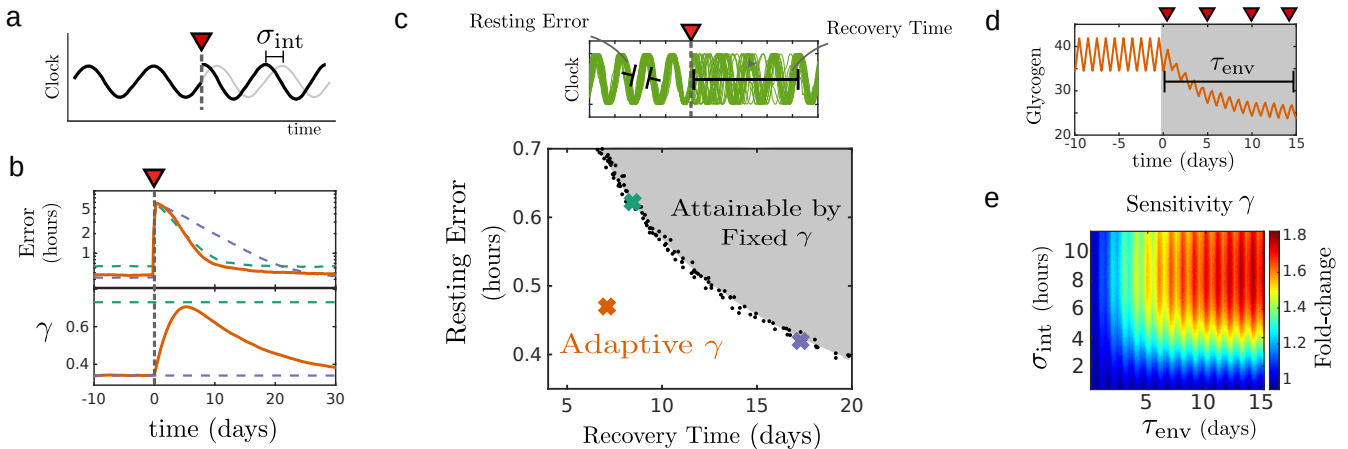 a
Clock
σint
time
b
Error
(hours)
5
2
1
γ
0.6
0.4
-10
0
10
20
30
time (days)
c
Resting Error
Recovery Time
Clock
Resting Error
(hours)
0.7
0.6
0.5
0.4
Attainable by
Fixed γ
Adaptive γ
5
10
15
20
Recovery Time (days)
d
Glycogen
40
30
20
τenv
-10
-5
0
5
10
15
time (days)
e
Sensitivity γ
σint (hours)
10
8
6
4
2
5
10
15
τenv (days)
1.8
1.6
1.4
1.2
1
Fold-change